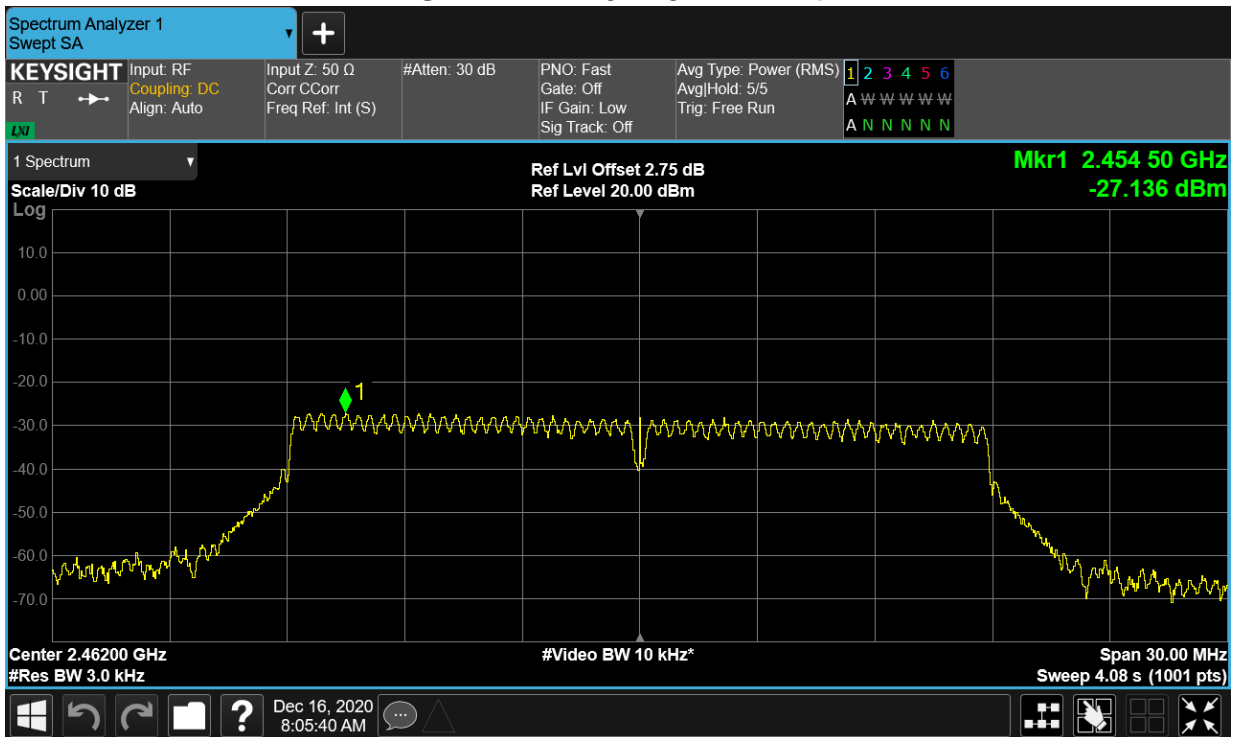 Spectrum Analyzer 1
Swept SA
+
KEYSIGHT
R T
LXI
Input: RF
Coupling: DC
Align: Auto
Input Z: 50 Ω
Corr CCorr
Freq Ref: Int (S)
#Atten: 30 dB
PNO: Fast
Gate: Off
IF Gain: Low
Sig Track: Off
Avg Type: Power (RMS)
Avg|Hold: 5/5
Trig: Free Run
1 2 3 4 5 6
A W W W W W
A N N N N N
1 Spectrum
Scale/Div 10 dB
Ref Lvl Offset 2.75 dB
Ref Level 20.00 dBm
Mkr1 2.454 50 GHz
-27.136 dBm
Log
10.0
0.00
-10.0
-20.0
-30.0
-40.0
-50.0
-60.0
-70.0
1
Center 2.46200 GHz
#Res BW 3.0 kHz
#Video BW 10 kHz*
Span 30.00 MHz
Sweep 4.08 s (1001 pts)
?
Dec 16, 2020
8:05:40 AM